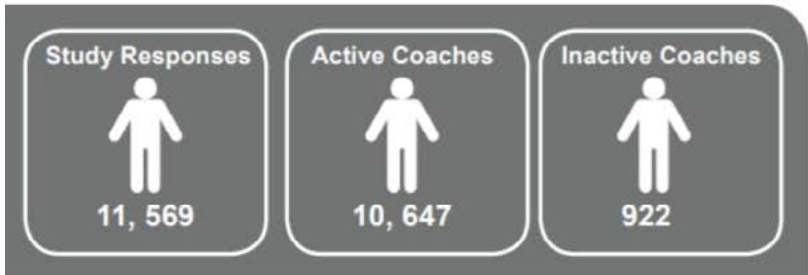 Study Responses
11, 569
Active Coaches
10, 647
Inactive Coaches
922